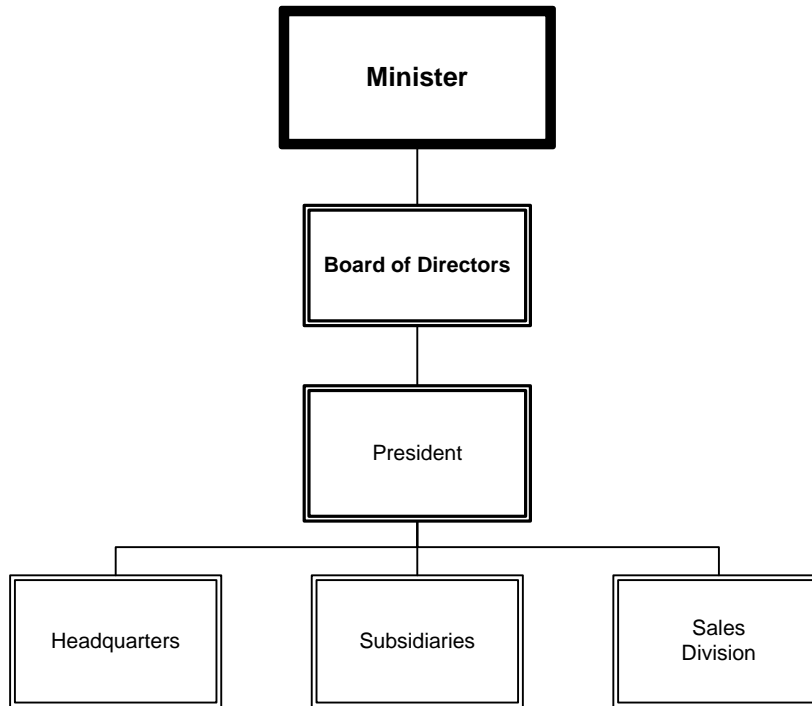 Minister
Board of Directors
President
Headquarters
Subsidiaries
Sales
Division